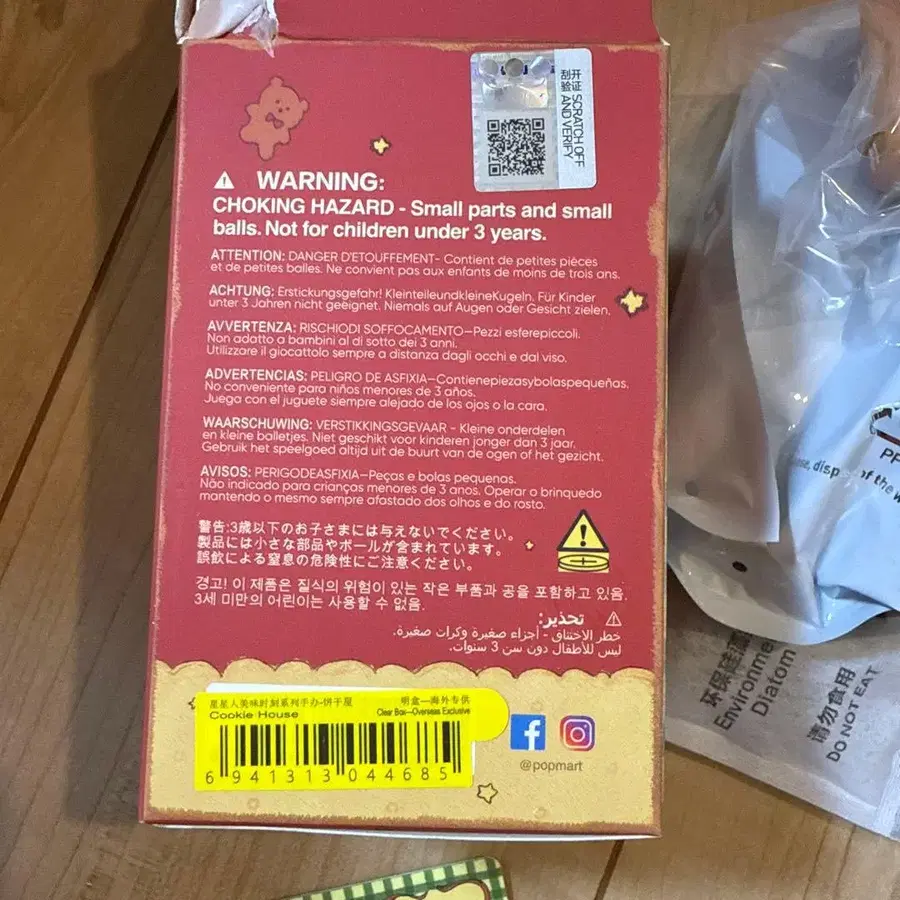 开运 SCRATCH OFF
刮验 AND VERIFY
⚠ WARNING:
CHOKING HAZARD - Small parts and small
balls. Not for children under 3 years.
ATTENTION: DANGER D'ETOUFFEMENT- Contient de petites pièces
et de petites balles. Ne convient pas aux enfants de moins de trois ans.
ACHTUNG: Erstickungsgefahr! KleinteileundkleineKugeln. Für Kinder
unter 3 Jahren nicht geeignet. Niemals auf Augen oder Gesicht zielen.
AVVERTENZA: RISCHIODI SOFFOCAMENTO—Pezzi esferepiccoli.
Non adatto a bambini al di sotto dei 3 anni.
Utilizzare il giocattolo sempre a distanza dagli occhi e dal viso.
ADVERTENCIAS: PELIGRO DE ASFIXIA—Contienepiezasybolaspequeñas.
No conveniente para niños menores de 3 años.
Juega con el juguete siempre alejado de los ojos o la cara.
WAARSCHUWING: VERSTIKKINGSGEVAAR - Kleine onderdelen
en kleine balletjes. Niet geschikt voor kinderen jonger dan 3 jaar.
Gebruik het speelgoed altijd uit de buurt van de ogen of het gezicht.
AVISOS: PERIGODEASFIXIA—Peças e bolas pequenas.
Não indicado para crianças menores de 3 anos. Operar o brinquedo
mantendo o mesmo sempre afastado dos olhos e do rosto.
警告:3歳以下のお子さまには与えないでください。
製品には小さな部品やボールが含まれています。
誤飲による窒息の危険性にご注意ください。
경고! 이 제품은 질식의 위험이 있는 작은 부품과 공을 포함하고 있음.
3세 미만의 어린이는 사용할 수 없음.
⚠ تحذير:
خطر الاختناق - أجزاء صغيرة وكرات صغيرة.
ليس للأطفال دون سن 3 سنوات.
星星人美味时刻系列手办-饼干屋 明盒—海外专供
Cookie House Clear Box—Overseas Exclusive
6 941313 044685
@popmart
PP
disp of the w
环保硅藻
Environme
Diatom
请勿食用
DO NOT EAT